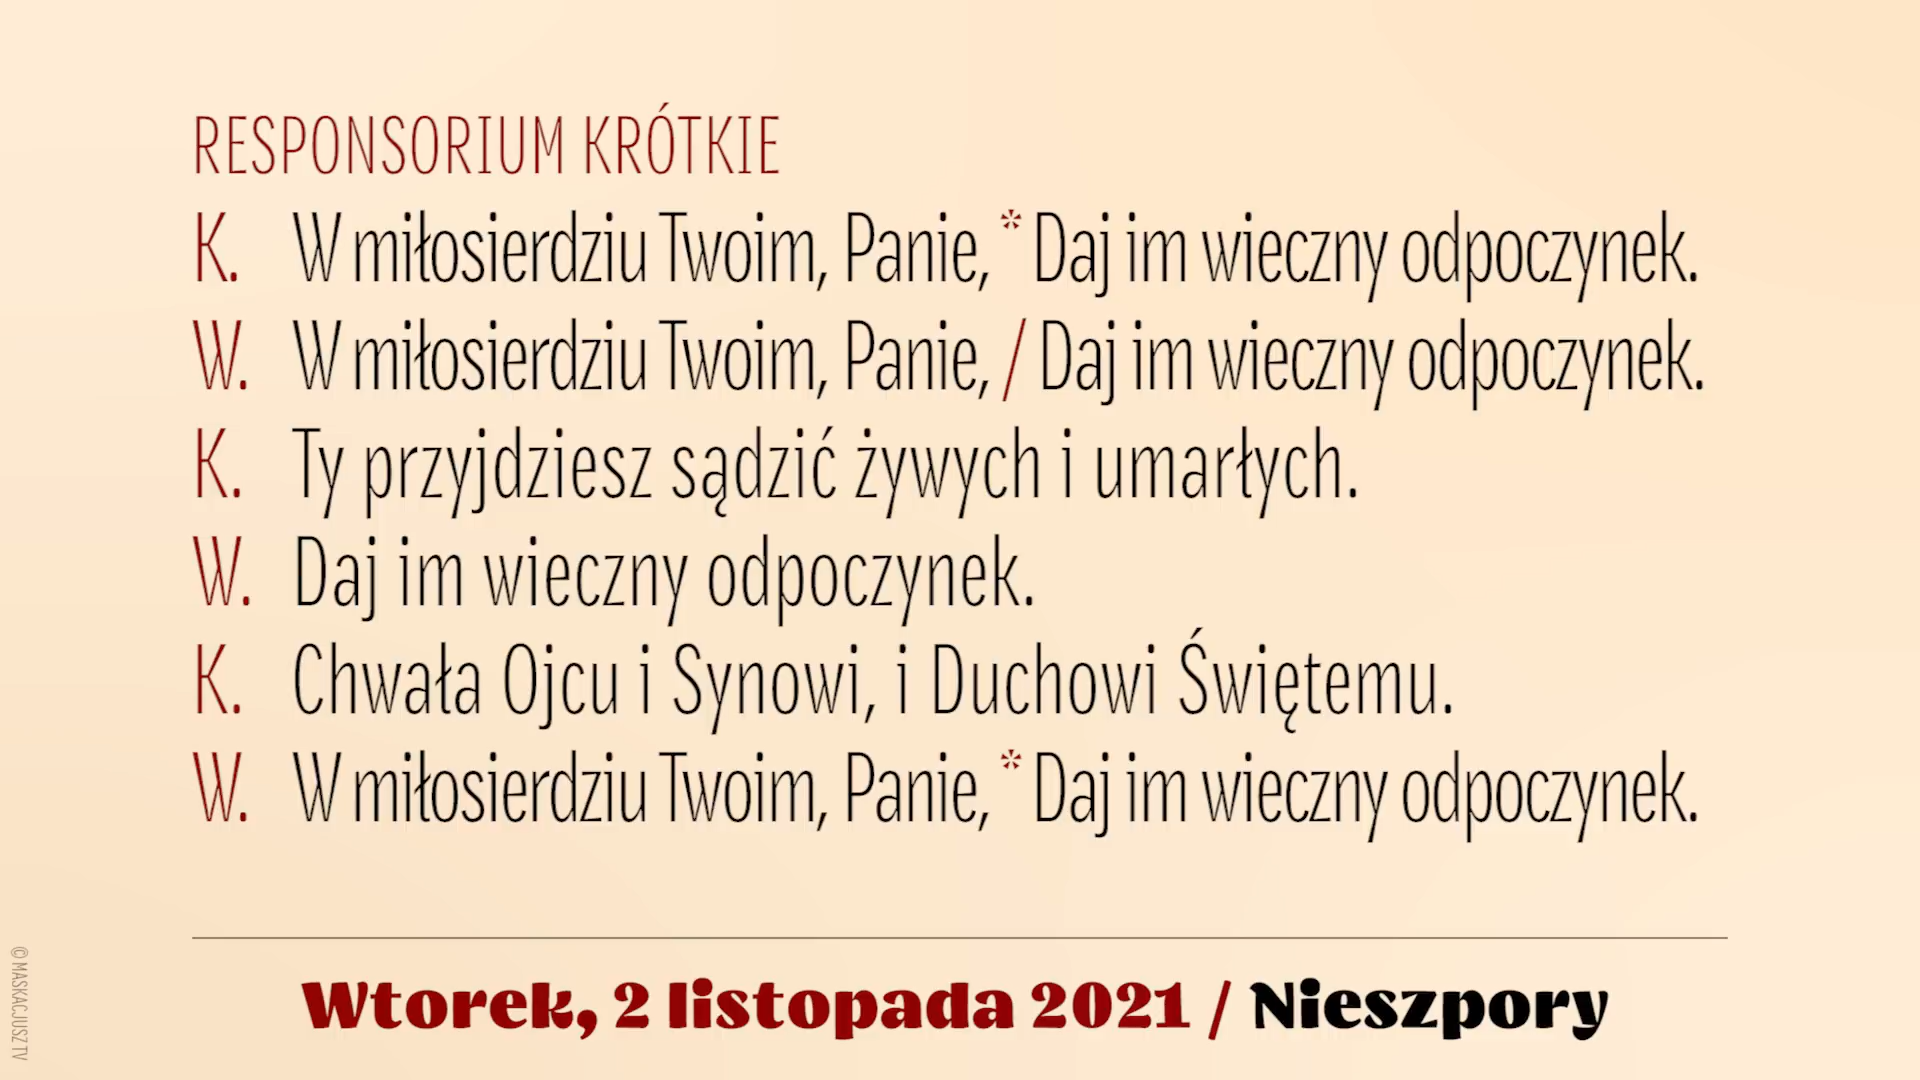 RESPONSORIUM KRÓTKIE
K. W miłosierdziu Twoim, Panie, * Daj im wieczny odpoczynek.
W. W miłosierdziu Twoim, Panie, / Daj im wieczny odpoczynek.
K. Ty przyjdziesz sądzić żywych i umarłych.
W. Daj im wieczny odpoczynek.
K. Chwała Ojcu i Synowi, i Duchowi Świętemu.
W. W miłosierdziu Twoim, Panie, * Daj im wieczny odpoczynek.
Wtorek, 2 listopada 2021 / Nieszpory
© MASKACJUSZ TV